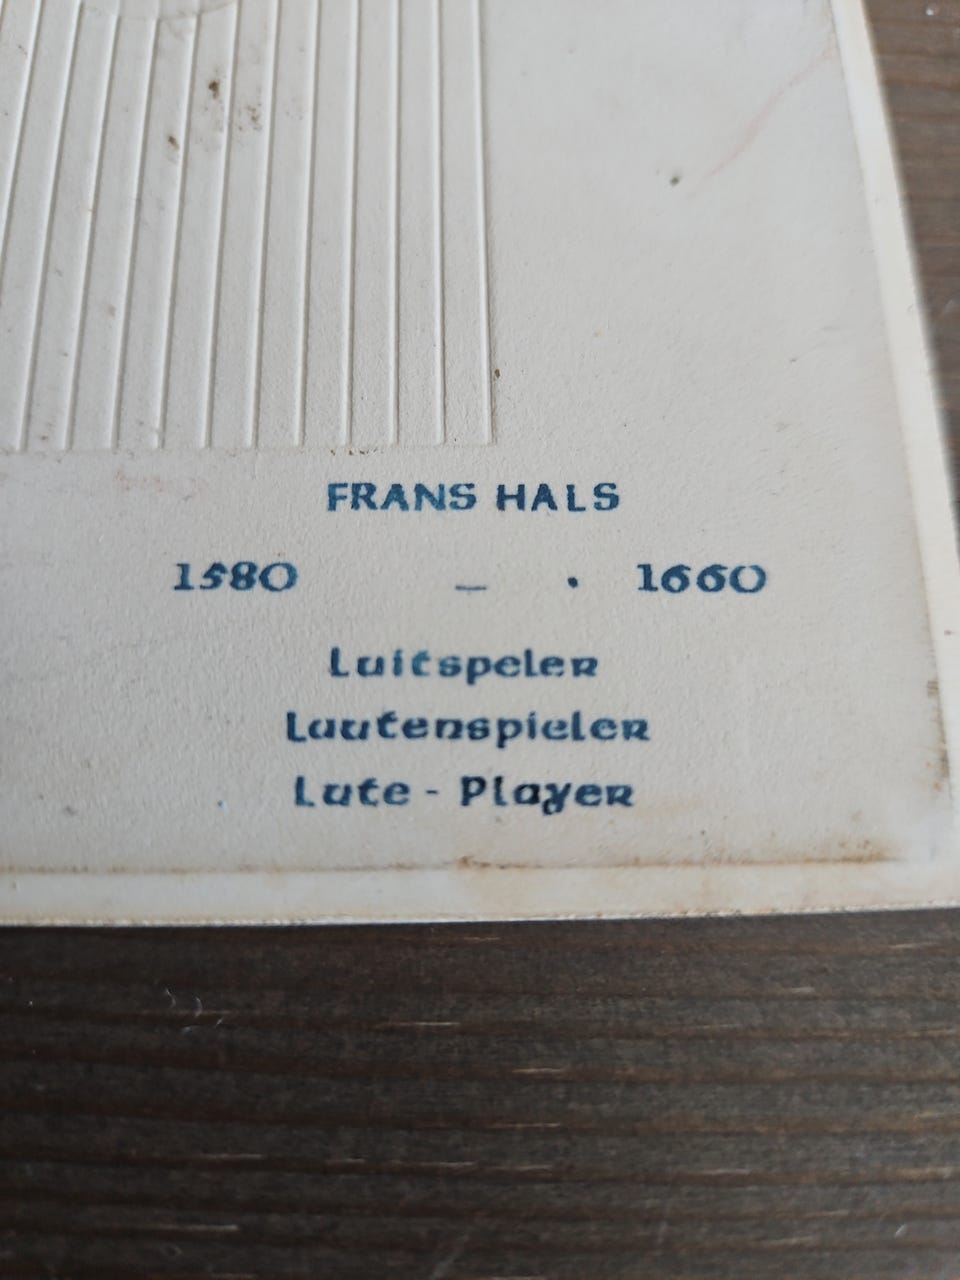 FRANS HALS
1580 – . 1660
Luitspeler
Lautenspieler
Lute - Player